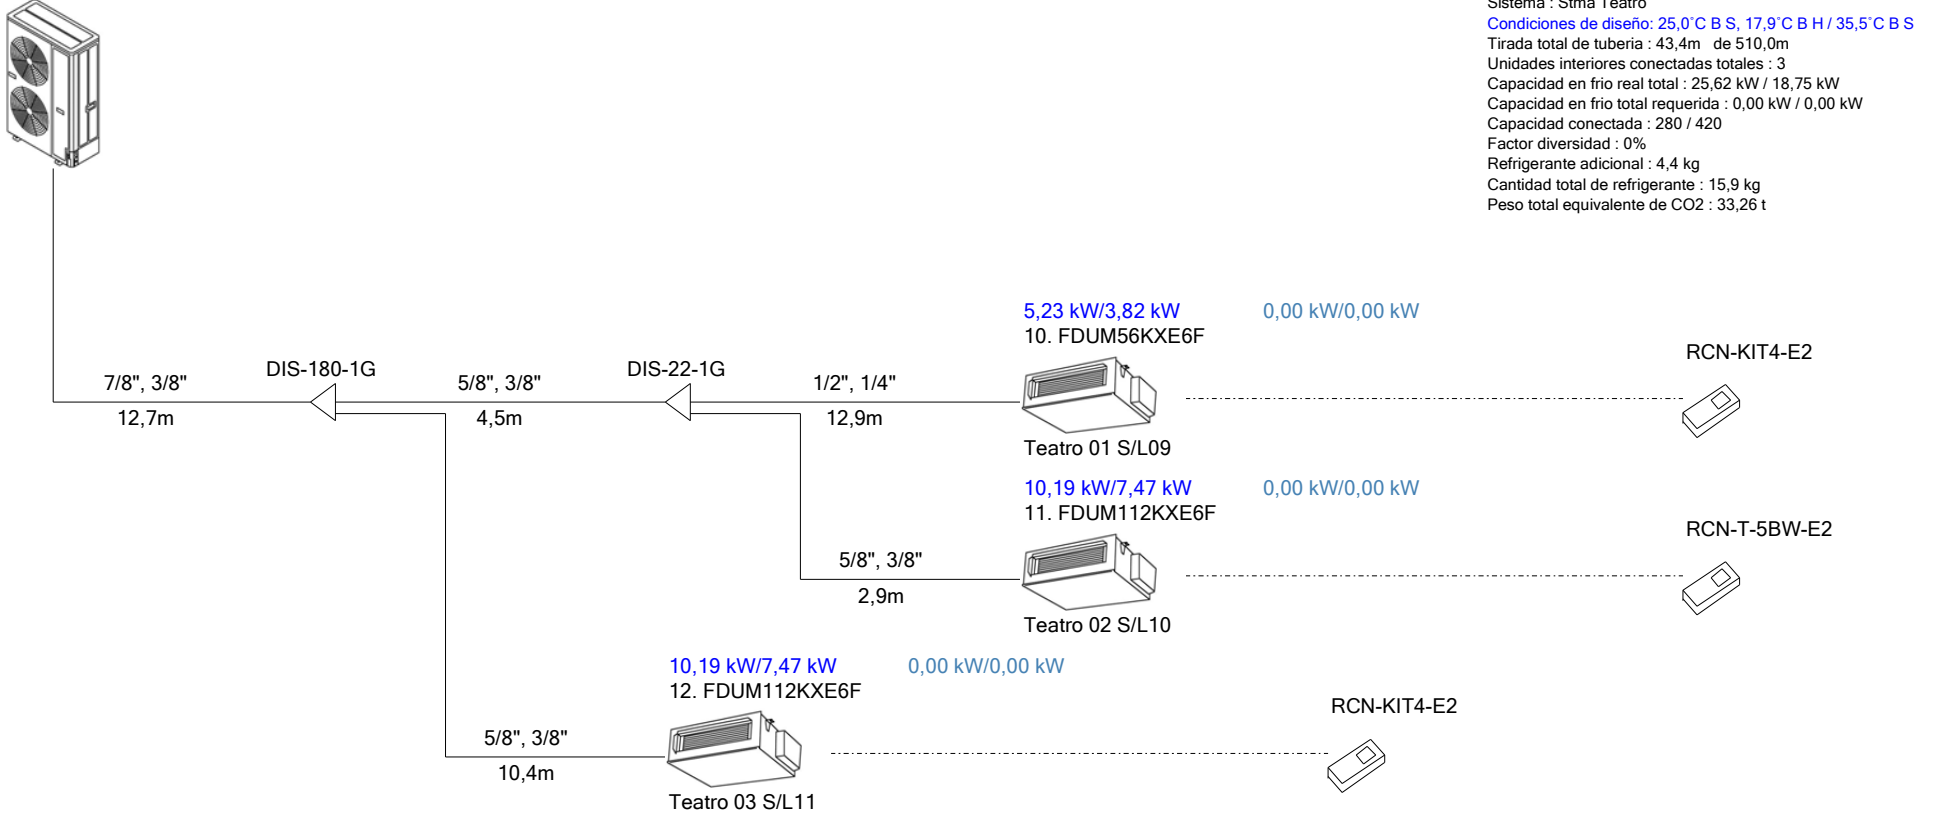 Sistema : Stma Teatro
Condiciones de diseño: 25,0°C B S, 17,9°C B H / 35,5°C B S
Tirada total de tuberia : 43,4m de 510,0m
Unidades interiores conectadas totales : 3
Capacidad en frio real total : 25,62 kW / 18,75 kW
Capacidad en frio total requerida : 0,00 kW / 0,00 kW
Capacidad conectada : 280 / 420
Factor diversidad : 0%
Refrigerante adicional : 4,4 kg
Cantidad total de refrigerante : 15,9 kg
Peso total equivalente de CO2 : 33,26 t
5,23 kW/3,82 kW 0,00 kW/0,00 kW
10. FDUM56KXE6F
RCN-KIT4-E2
DIS-180-1G DIS-22-1G
7/8", 3/8" 5/8", 3/8" 1/2", 1/4"
12,7m 4,5m 12,9m
Teatro 01 S/L09
10,19 kW/7,47 kW 0,00 kW/0,00 kW
11. FDUM112KXE6F
RCN-T-5BW-E2
5/8", 3/8"
2,9m
Teatro 02 S/L10
10,19 kW/7,47 kW 0,00 kW/0,00 kW
12. FDUM112KXE6F
RCN-KIT4-E2
5/8", 3/8"
10,4m
Teatro 03 S/L11